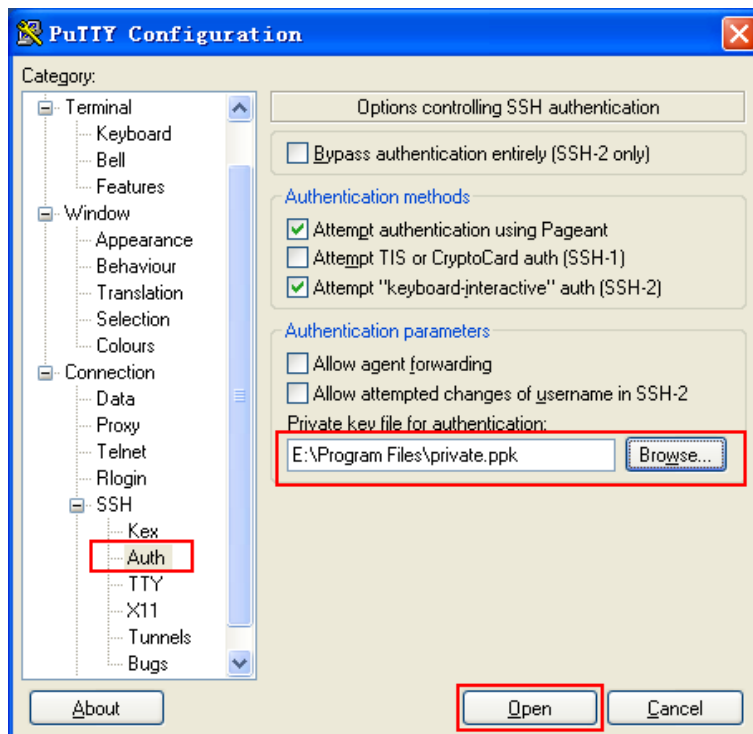 PuTTY Configuration
Category:
Terminal
Keyboard
Bell
Features
Window
Appearance
Behaviour
Translation
Selection
Colours
Connection
Data
Proxy
Telnet
Rlogin
SSH
Kex
Auth
TTY
X11
Tunnels
Bugs
Options controlling SSH authentication
Bypass authentication entirely (SSH-2 only)
Authentication methods
Attempt authentication using Pageant
Attempt TIS or CryptoCard auth (SSH-1)
Attempt "keyboard-interactive" auth (SSH-2)
Authentication parameters
Allow agent forwarding
Allow attempted changes of username in SSH-2
Private key file for authentication:
E:\Program Files\private.ppk
Browse...
About
Open
Cancel